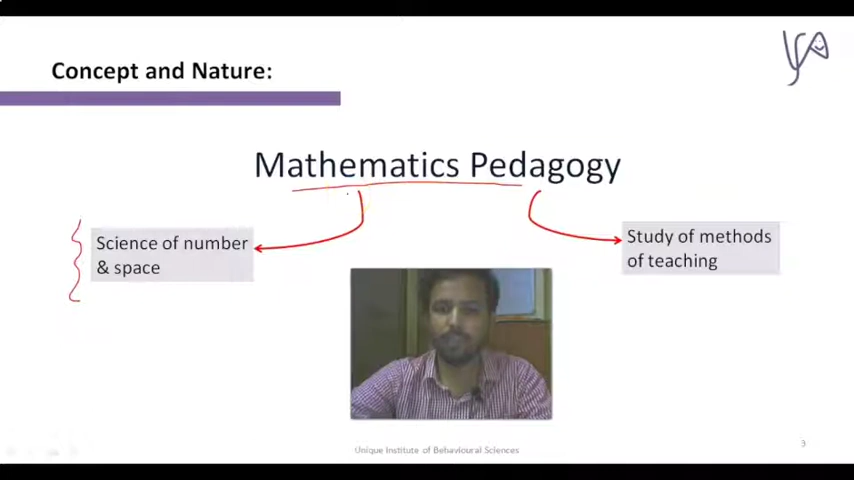 Concept and Nature:
Mathematics Pedagogy
Science of number
& space
Study of methods
of teaching
Unique Institute of Behavioural Sciences
3